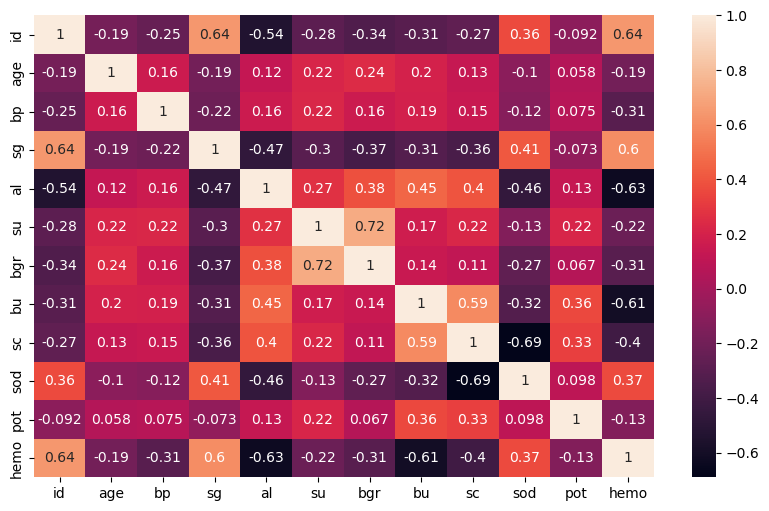 id 1 -0.19 -0.25 0.64 -0.54 -0.28 -0.34 -0.31 -0.27 0.36 -0.092 0.64
age -0.19 1 0.16 -0.19 0.12 0.22 0.24 0.2 0.13 -0.1 0.058 -0.19
bp -0.25 0.16 1 -0.22 0.16 0.22 0.16 0.19 0.15 -0.12 0.075 -0.31
sg 0.64 -0.19 -0.22 1 -0.47 -0.3 -0.37 -0.31 -0.36 0.41 -0.073 0.6
al -0.54 0.12 0.16 -0.47 1 0.27 0.38 0.45 0.4 -0.46 0.13 -0.63
su -0.28 0.22 0.22 -0.3 0.27 1 0.72 0.17 0.22 -0.13 0.22 -0.22
bgr -0.34 0.24 0.16 -0.37 0.38 0.72 1 0.14 0.11 -0.27 0.067 -0.31
bu -0.31 0.2 0.19 -0.31 0.45 0.17 0.14 1 0.59 -0.32 0.36 -0.61
sc -0.27 0.13 0.15 -0.36 0.4 0.22 0.11 0.59 1 -0.69 0.33 -0.4
sod 0.36 -0.1 -0.12 0.41 -0.46 -0.13 -0.27 -0.32 -0.69 1 0.098 0.37
pot -0.092 0.058 0.075 -0.073 0.13 0.22 0.067 0.36 0.33 0.098 1 -0.13
hemo 0.64 -0.19 -0.31 0.6 -0.63 -0.22 -0.31 -0.61 -0.4 0.37 -0.13 1
id age bp sg al su bgr bu sc sod pot hemo
1.0
0.8
0.6
0.4
0.2
0.0
-0.2
-0.4
-0.6